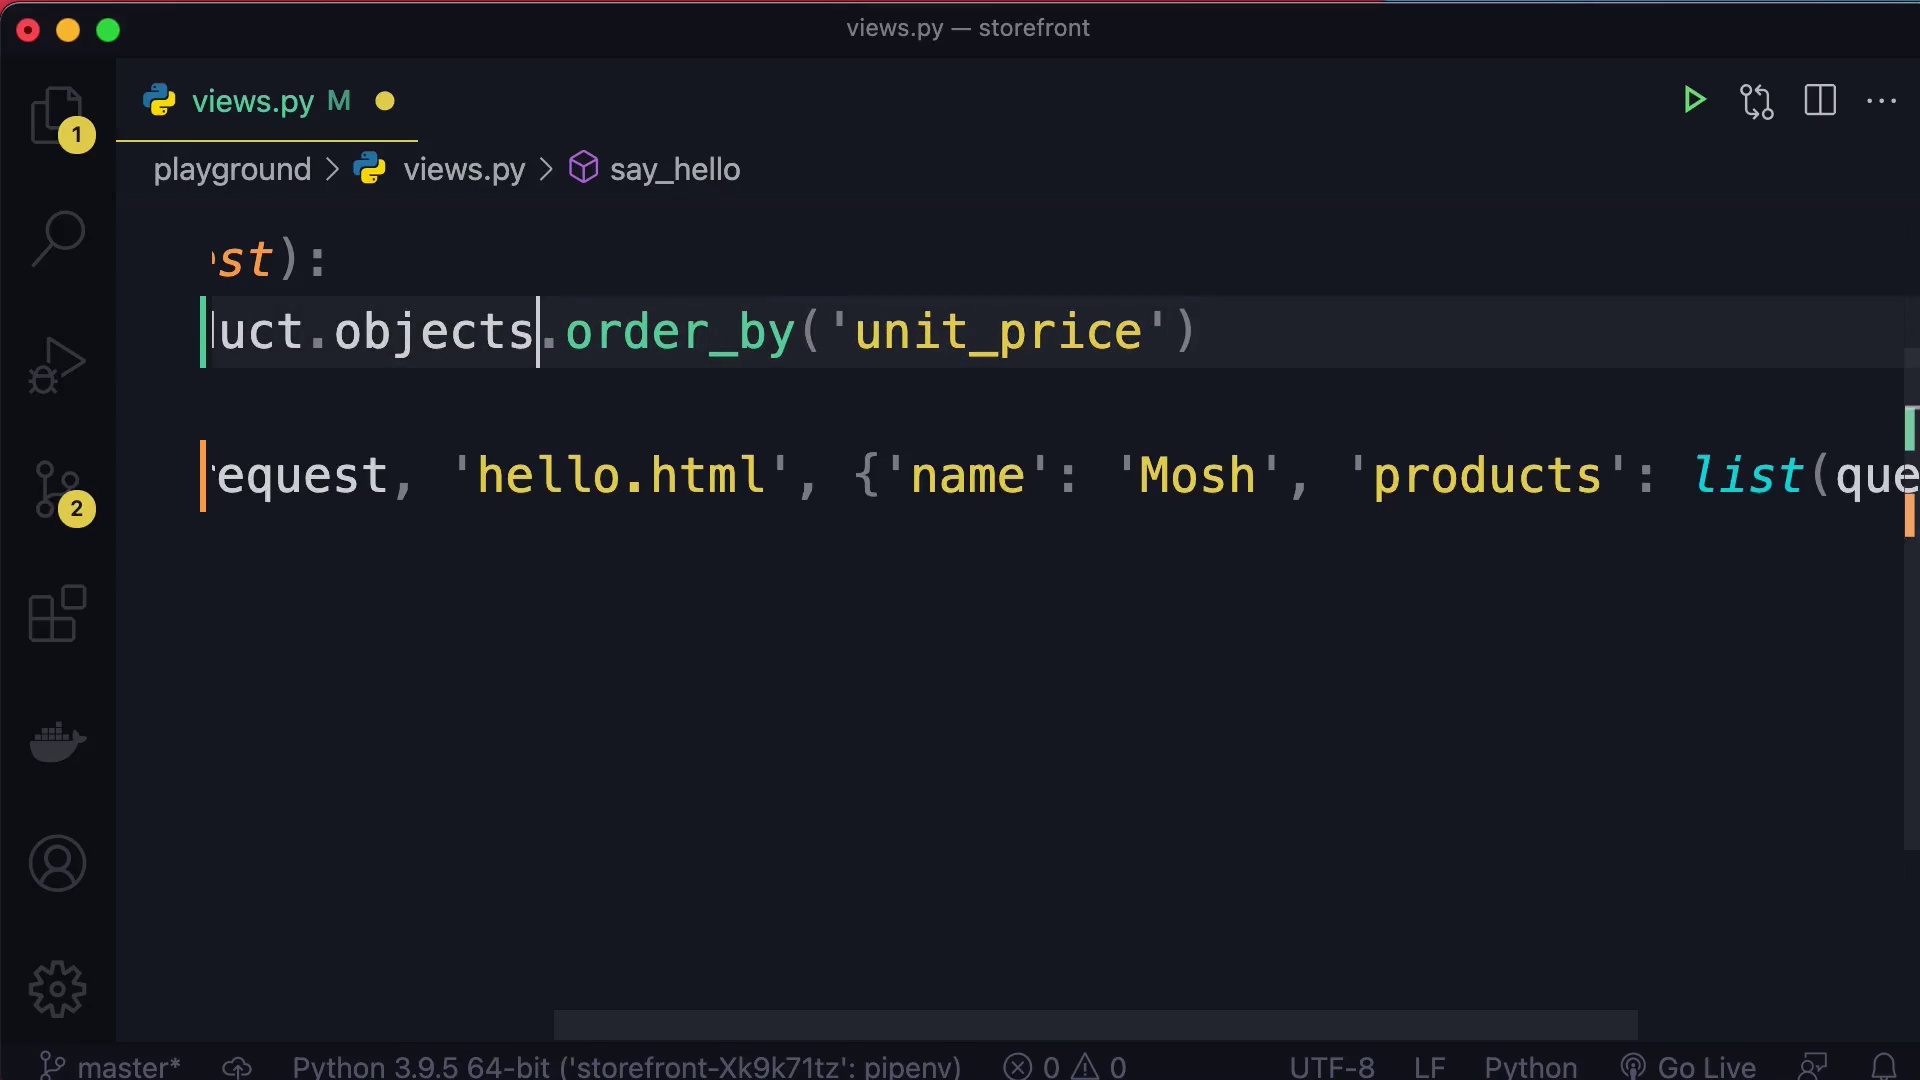 views.py — storefront
views.py M
1
playground > views.py > say_hello
st):
uct.objects.order_by('unit_price')
equest, 'hello.html', {'name': 'Mosh', 'products': list(que
2
master* Python 3.9.5 64-bit ('storefront-Xk9k71tz': pipenv) 0 0 UTF-8 LF Python Go Live